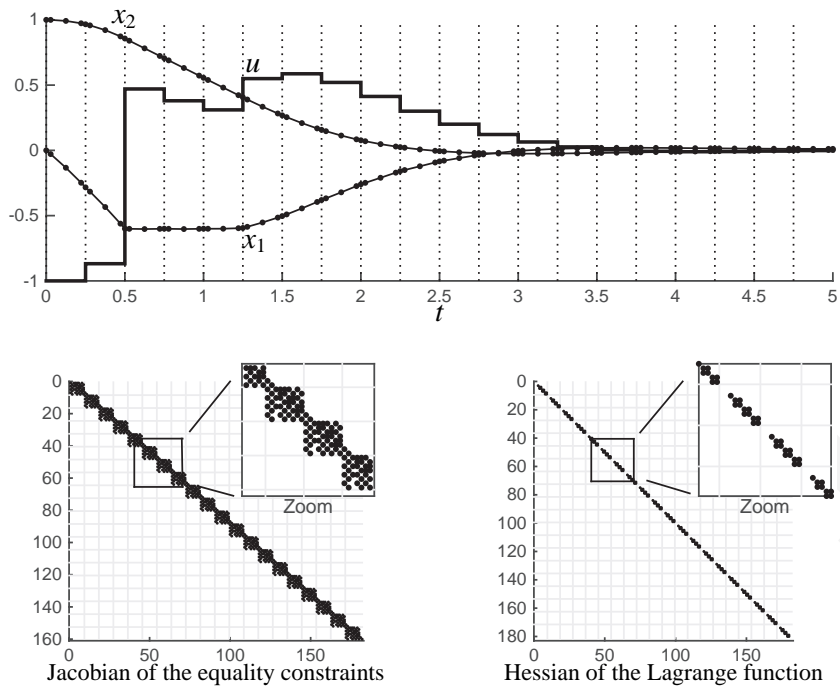 x2
u
1
0.5
0
-0.5
-1
x1
0 0.5 1 1.5 2 2.5 3 3.5 4 4.5 5
t
0
20
40
60
80
100
120
140
160
0 50 100 150
Zoom
Jacobian of the equality constraints
0
20
40
60
80
100
120
140
160
180
0 50 100 150
Zoom
Hessian of the Lagrange function